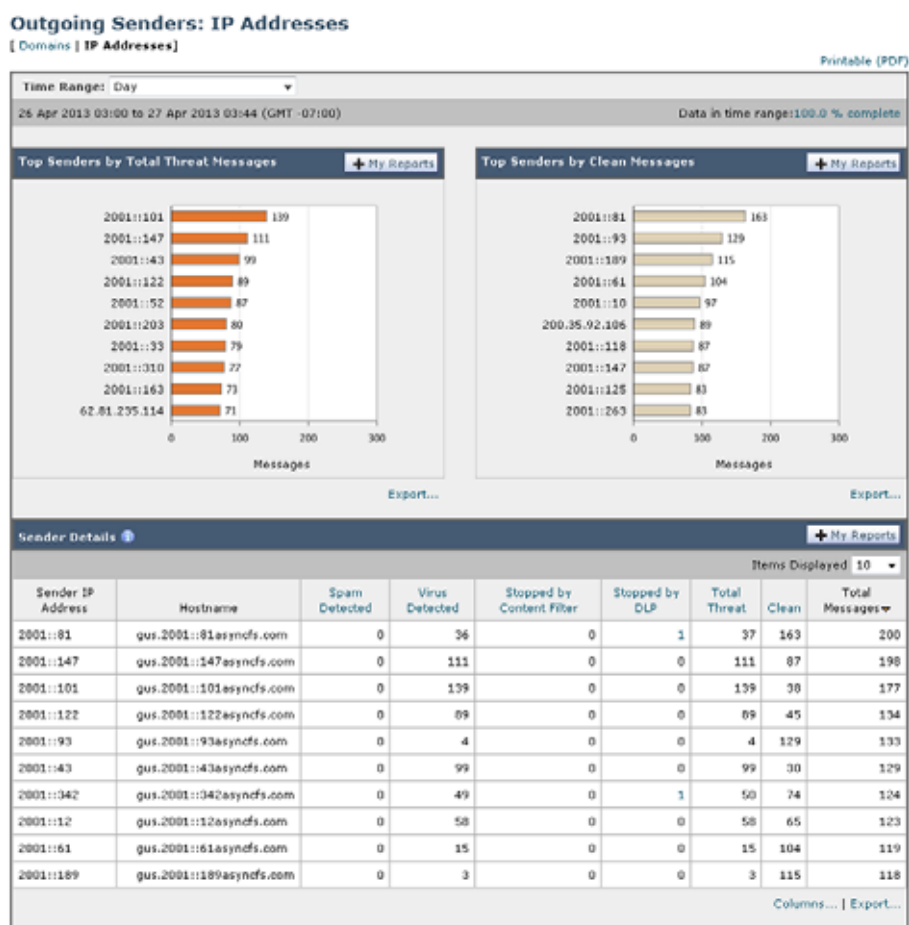 Outgoing Senders: IP Addresses
[ Domains | IP Addresses]
Printable (PDF)
Time Range: Day
26 Apr 2013 03:00 to 27 Apr 2013 03:44 (GMT -07:00) Data in time range:100.0 % complete
Top Senders by Total Threat Messages + My Reports
2001::101 139
2001::147 111
2001::43 99
2001::122 89
2001::52 87
2001::203 80
2001::33 79
2001::310 77
2001::163 73
62.81.235.114 71
0 100 200 300
Messages
Export...
Top Senders by Clean Messages + My Reports
2001::81 163
2001::93 129
2001::189 115
2001::61 104
2001::10 97
200.35.92.106 89
2001::118 87
2001::147 87
2001::125 83
2001::263 83
0 100 200 300
Messages
Export...
Sender Details + My Reports
Items Displayed 10
Sender IP Address Hostname Spam Detected Virus Detected Stopped by Content Filter Stopped by DLP Total Threat Clean Total Messages
2001::81 gus.2001::81asyncfs.com 0 36 0 1 37 163 200
2001::147 gus.2001::147asyncfs.com 0 111 0 0 111 87 198
2001::101 gus.2001::101asyncfs.com 0 139 0 0 139 38 177
2001::122 gus.2001::122asyncfs.com 0 89 0 0 89 45 134
2001::93 gus.2001::93asyncfs.com 0 4 0 0 4 129 133
2001::43 gus.2001::43asyncfs.com 0 99 0 0 99 30 129
2001::342 gus.2001::342asyncfs.com 0 49 0 1 50 74 124
2001::12 gus.2001::12asyncfs.com 0 58 0 0 58 65 123
2001::61 gus.2001::61asyncfs.com 0 15 0 0 15 104 119
2001::189 gus.2001::189asyncfs.com 0 3 0 0 3 115 118
Columns... | Export...